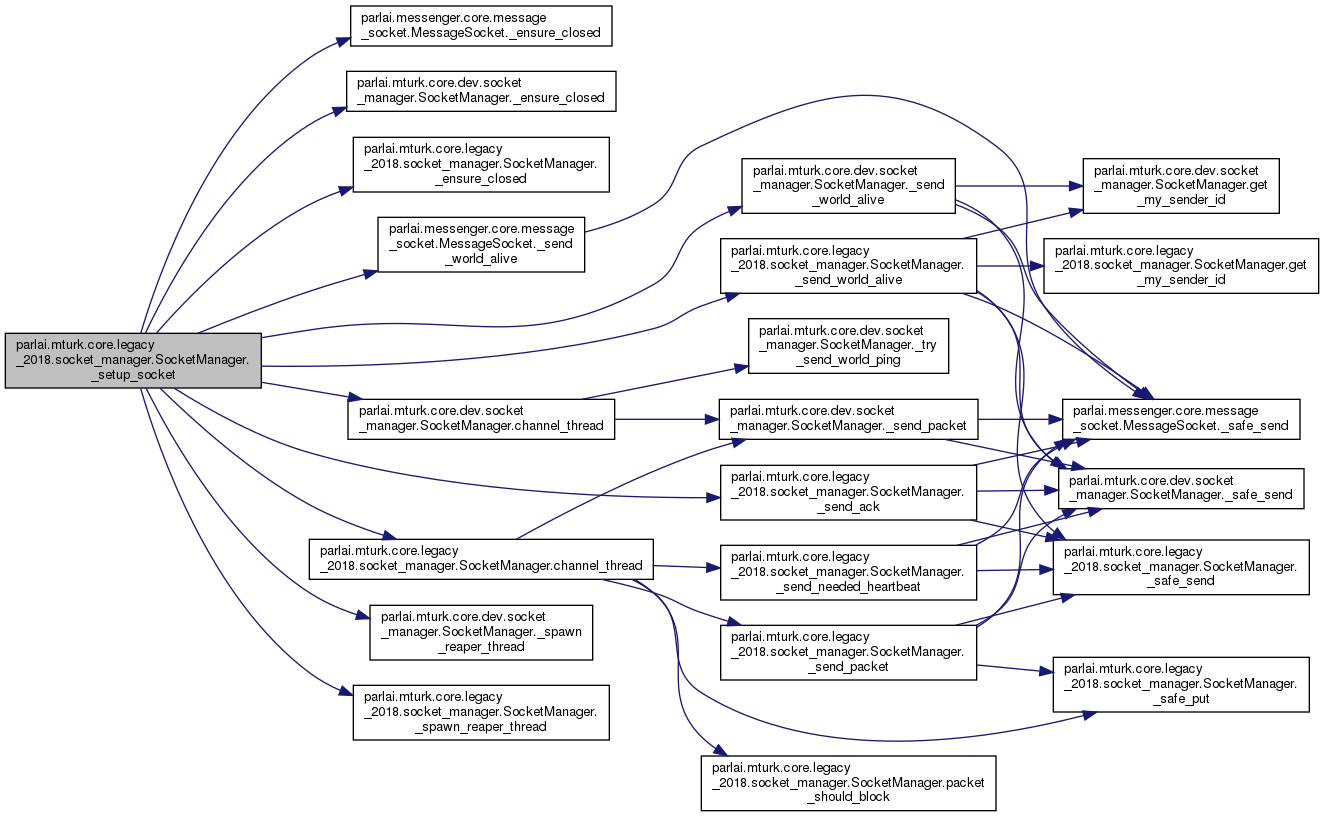 parlai.messenger.core.message
_socket.MessageSocket._ensure_closed
parlai.mturk.core.dev.socket
_manager.SocketManager._ensure_closed
parlai.mturk.core.legacy
_2018.socket_manager.SocketManager.
_ensure_closed
parlai.messenger.core.message
_socket.MessageSocket._send
_world_alive
parlai.mturk.core.legacy
_2018.socket_manager.SocketManager.
_setup_socket
parlai.mturk.core.dev.socket
_manager.SocketManager.channel_thread
parlai.mturk.core.legacy
_2018.socket_manager.SocketManager.channel_thread
parlai.mturk.core.dev.socket
_manager.SocketManager._spawn
_reaper_thread
parlai.mturk.core.legacy
_2018.socket_manager.SocketManager.
_spawn_reaper_thread
parlai.mturk.core.dev.socket
_manager.SocketManager._send
_world_alive
parlai.mturk.core.legacy
_2018.socket_manager.SocketManager.
_send_world_alive
parlai.mturk.core.dev.socket
_manager.SocketManager._try
_send_world_ping
parlai.mturk.core.dev.socket
_manager.SocketManager._send_packet
parlai.mturk.core.legacy
_2018.socket_manager.SocketManager.
_send_ack
parlai.mturk.core.legacy
_2018.socket_manager.SocketManager.
_send_needed_heartbeat
parlai.mturk.core.legacy
_2018.socket_manager.SocketManager.
_send_packet
parlai.mturk.core.legacy
_2018.socket_manager.SocketManager.packet
_should_block
parlai.mturk.core.dev.socket
_manager.SocketManager.get
_my_sender_id
parlai.mturk.core.legacy
_2018.socket_manager.SocketManager.get
_my_sender_id
parlai.messenger.core.message
_socket.MessageSocket._safe_send
parlai.mturk.core.dev.socket
_manager.SocketManager._safe_send
parlai.mturk.core.legacy
_2018.socket_manager.SocketManager.
_safe_send
parlai.mturk.core.legacy
_2018.socket_manager.SocketManager.
_safe_put